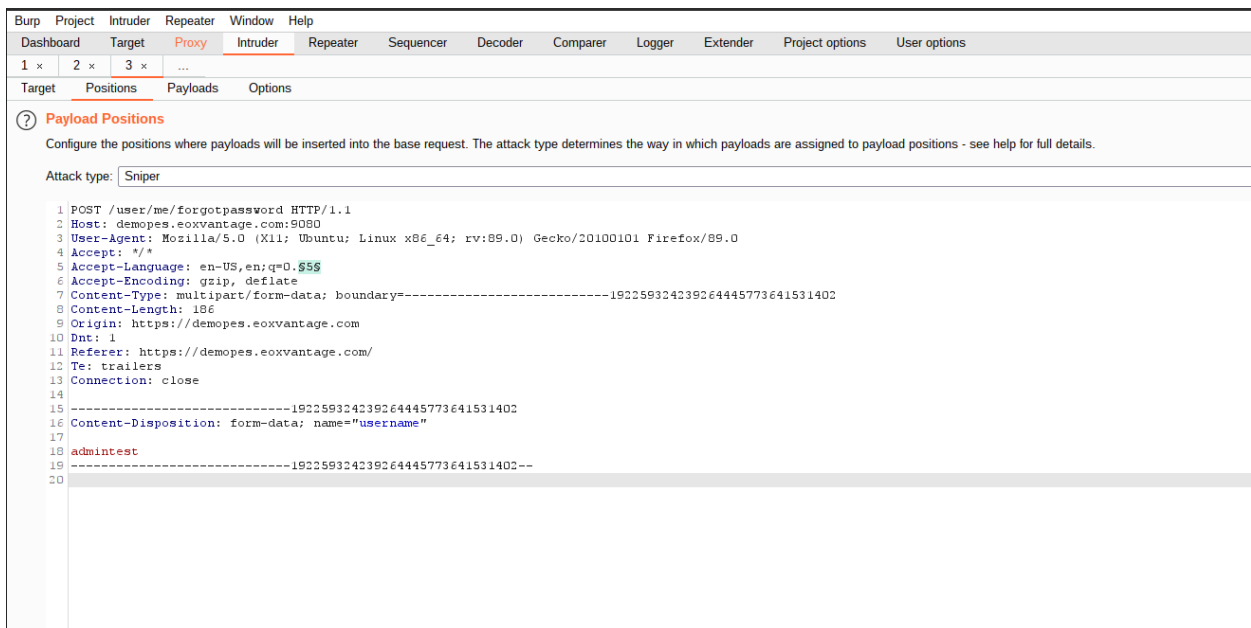 Burp Project Intruder Repeater Window Help
Dashboard Target Proxy Intruder Repeater Sequencer Decoder Comparer Logger Extender Project options User options
1 × 2 × 3 × ...
Target Positions Payloads Options
? Payload Positions
Configure the positions where payloads will be inserted into the base request. The attack type determines the way in which payloads are assigned to payload positions - see help for full details.
Attack type: Sniper
1 POST /user/me/forgotpassword HTTP/1.1
2 Host: demopes.eoxvantage.com:9080
3 User-Agent: Mozilla/5.0 (X11; Ubuntu; Linux x86_64; rv:89.0) Gecko/20100101 Firefox/89.0
4 Accept: */*
5 Accept-Language: en-US,en;q=0.§5§
6 Accept-Encoding: gzip, deflate
7 Content-Type: multipart/form-data; boundary=---------------------------192259324239264445773641531402
8 Content-Length: 186
9 Origin: https://demopes.eoxvantage.com
10 Dnt: 1
11 Referer: https://demopes.eoxvantage.com/
12 Te: trailers
13 Connection: close
14
15 -----------------------------192259324239264445773641531402
16 Content-Disposition: form-data; name="username"
17
18 admintest
19 -----------------------------192259324239264445773641531402--
20